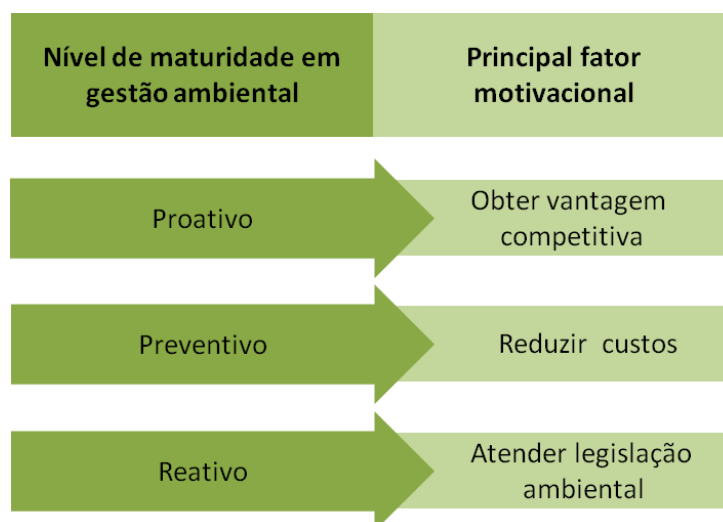 Nível de maturidade em
gestão ambiental
Principal fator
motivacional
Proativo
Obter vantagem
competitiva
Preventivo
Reduzir custos
Reativo
Atender legislação
ambiental